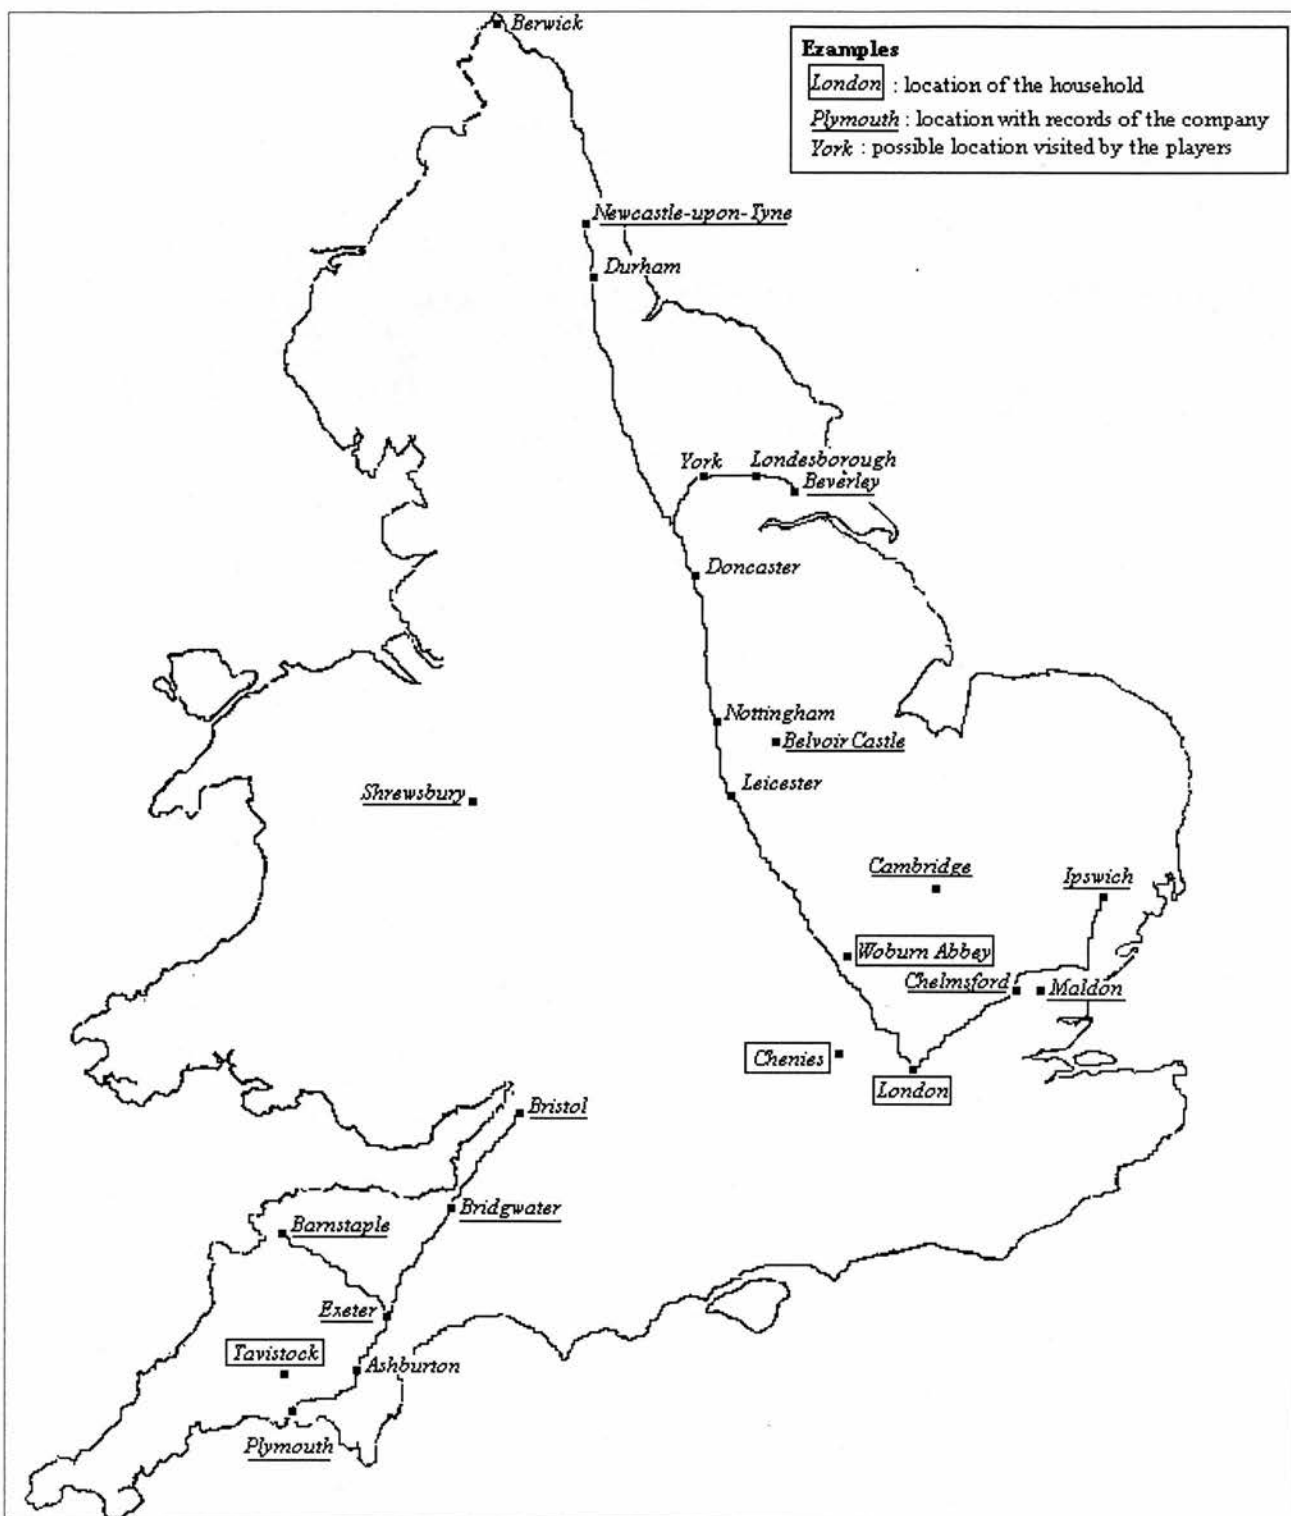 Berwick
Examples
London : location of the household
Plymouth : location with records of the company
York : possible location visited by the players
Newcastle-upon-Tyne
Durham
York
Londesborough
Beverley
Doncaster
Nottingham
Belvoir Castle
Leicester
Shrewsbury
Cambridge
Ipswich
Woburn Abbey
Chelmsford
Maldon
Chenies
London
Bristol
Bridgwater
Barnstaple
Exeter
Tavistock
Ashburton
Plymouth